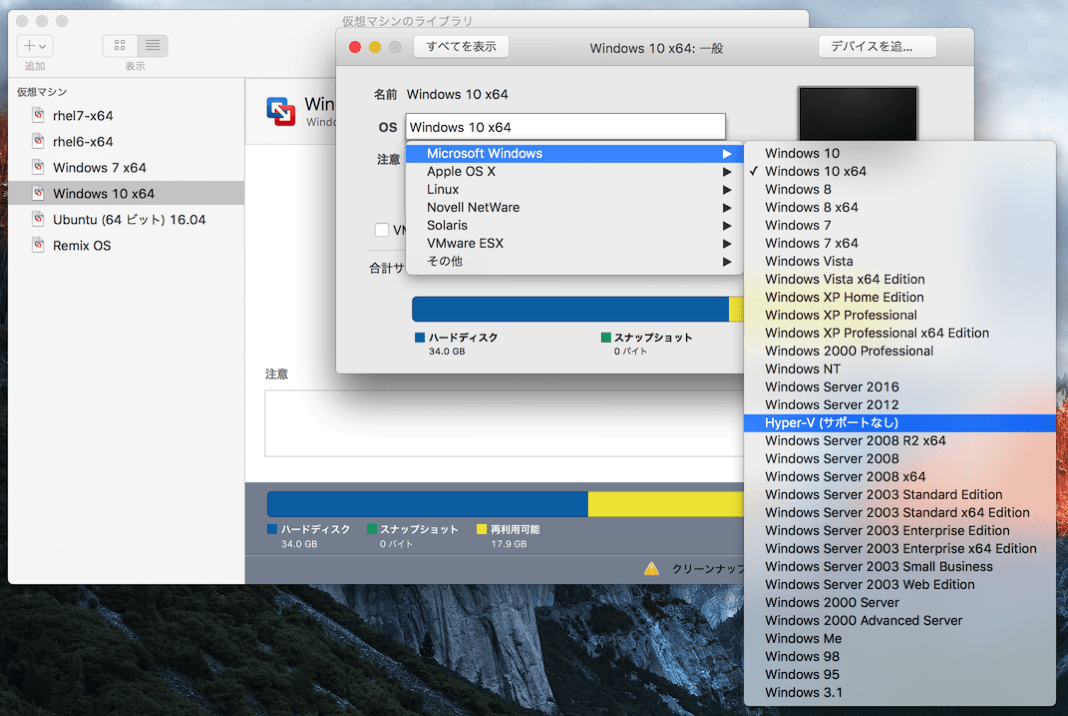 仮想マシンのライブラリ
追加
表示
仮想マシン
rhel7-x64
rhel6-x64
Windows 7 x64
Windows 10 x64
Ubuntu (64 ビット) 16.04
Remix OS
Win
Windo
注意
ハードディスク
34.0 GB
スナップショット
0 バイト
再利用可能
17.9 GB
クリーンナップ
すべてを表示
Windows 10 x64: 一般
デバイスを追...
名前 Windows 10 x64
OS Windows 10 x64
注意
VM
合計サ
ハードディスク
34.0 GB
スナップショット
0 バイト
Microsoft Windows
Apple OS X
Linux
Novell NetWare
Solaris
VMware ESX
その他
Windows 10
✓ Windows 10 x64
Windows 8
Windows 8 x64
Windows 7
Windows 7 x64
Windows Vista
Windows Vista x64 Edition
Windows XP Home Edition
Windows XP Professional
Windows XP Professional x64 Edition
Windows 2000 Professional
Windows NT
Windows Server 2016
Windows Server 2012
Hyper-V (サポートなし)
Windows Server 2008 R2 x64
Windows Server 2008
Windows Server 2008 x64
Windows Server 2003 Standard Edition
Windows Server 2003 Standard x64 Edition
Windows Server 2003 Enterprise Edition
Windows Server 2003 Enterprise x64 Edition
Windows Server 2003 Small Business
Windows Server 2003 Web Edition
Windows 2000 Server
Windows 2000 Advanced Server
Windows Me
Windows 98
Windows 95
Windows 3.1